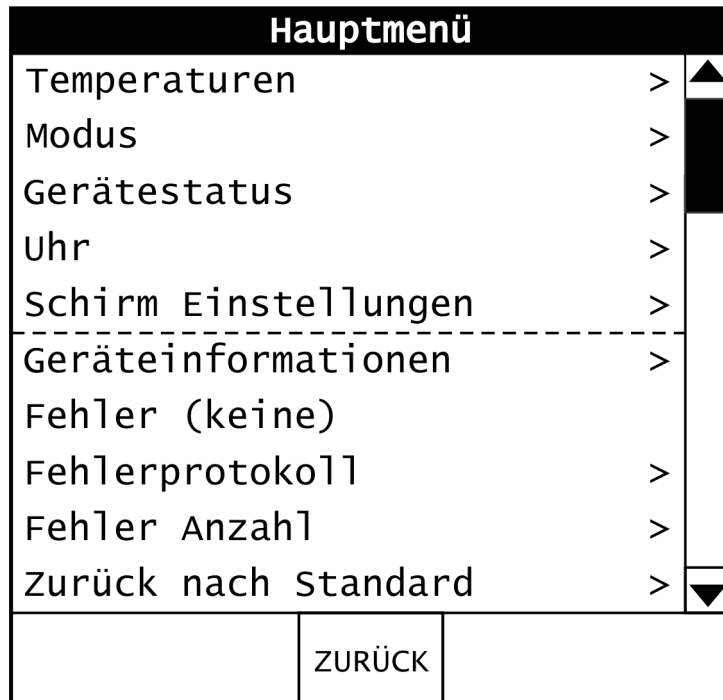 Hauptmenü
Temperaturen >
Modus >
Gerätestatus >
Uhr >
Schirm Einstellungen >
Geräteinformationen >
Fehler (keine)
Fehlerprotokoll >
Fehler Anzahl >
Zurück nach Standard >
ZURÜCK